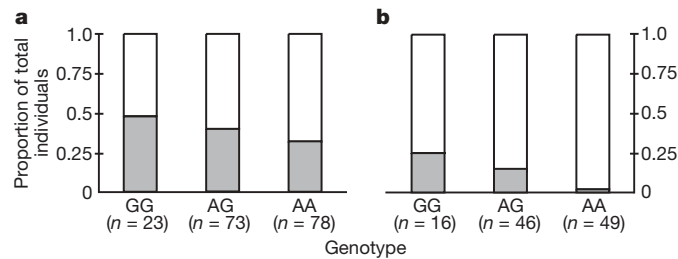 a
b
Proportion of total
individuals
1.0
0.75
0.5
0.25
0
1.0
0.75
0.5
0.25
0
GG AG AA GG AG AA
(n = 23) (n = 73) (n = 78) (n = 16) (n = 46) (n = 49)
Genotype